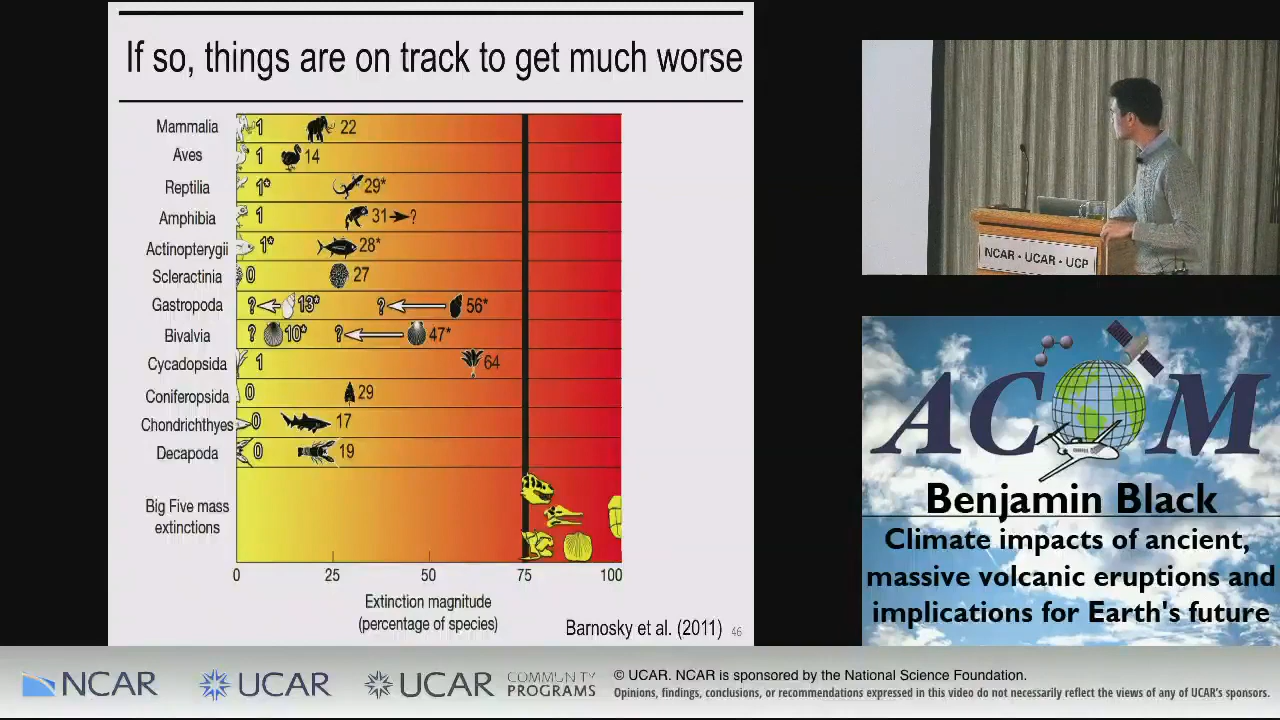 If so, things are on track to get much worse
Mammalia 1 22
Aves 1 14
Reptilia 1* 29*
Amphibia 1 31 ?
Actinopterygii 1* 28*
Scleractinia 0 27
Gastropoda ? 13* ? 56*
Bivalvia ? 10* ? 47*
Cycadopsida 1 64
Coniferopsida 0 29
Chondrichthyes 0 17
Decapoda 0 19
Big Five mass
extinctions
0 25 50 75 100
Extinction magnitude
(percentage of species)
Barnosky et al. (2011) 46
NCAR • UCAR • UCP
ACOM
Benjamin Black
Climate impacts of ancient,
massive volcanic eruptions and
implications for Earth's future
NCAR
UCAR
UCAR
COMMUNITY
PROGRAMS
© UCAR. NCAR is sponsored by the National Science Foundation.
Opinions, findings, conclusions, or recommendations expressed in this video do not necessarily reflect the views of any of UCAR's sponsors.